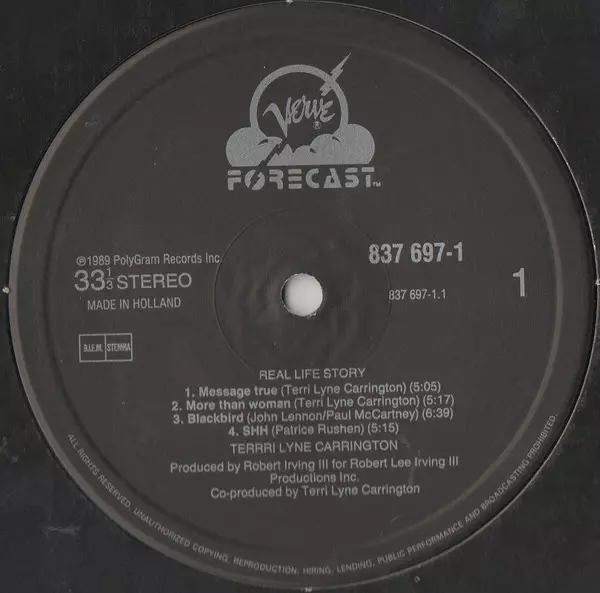 Verve ®
FORECAST™
℗1989 PolyGram Records Inc
33 1/3 STEREO
MADE IN HOLLAND
837 697-1
837 697-1.1
1
B.I.E.M. STEMRA
REAL LIFE STORY
1. Message true (Terri Lyne Carrington) (5:05)
2. More than woman (Terri Lyne Carrington) (5:17)
3. Blackbird (John Lennon/Paul McCartney) (6:39)
4. SHH (Patrice Rushen) (5:15)
TERRRI LYNE CARRINGTON
Produced by Robert Irving III for Robert Lee Irving III
Productions Inc.
Co-produced by Terri Lyne Carrington
ALL RIGHTS RESERVED. UNAUTHORIZED COPYING, REPRODUCTION, HIRING, LENDING, PUBLIC PERFORMANCE AND BROADCASTING PROHIBITED.